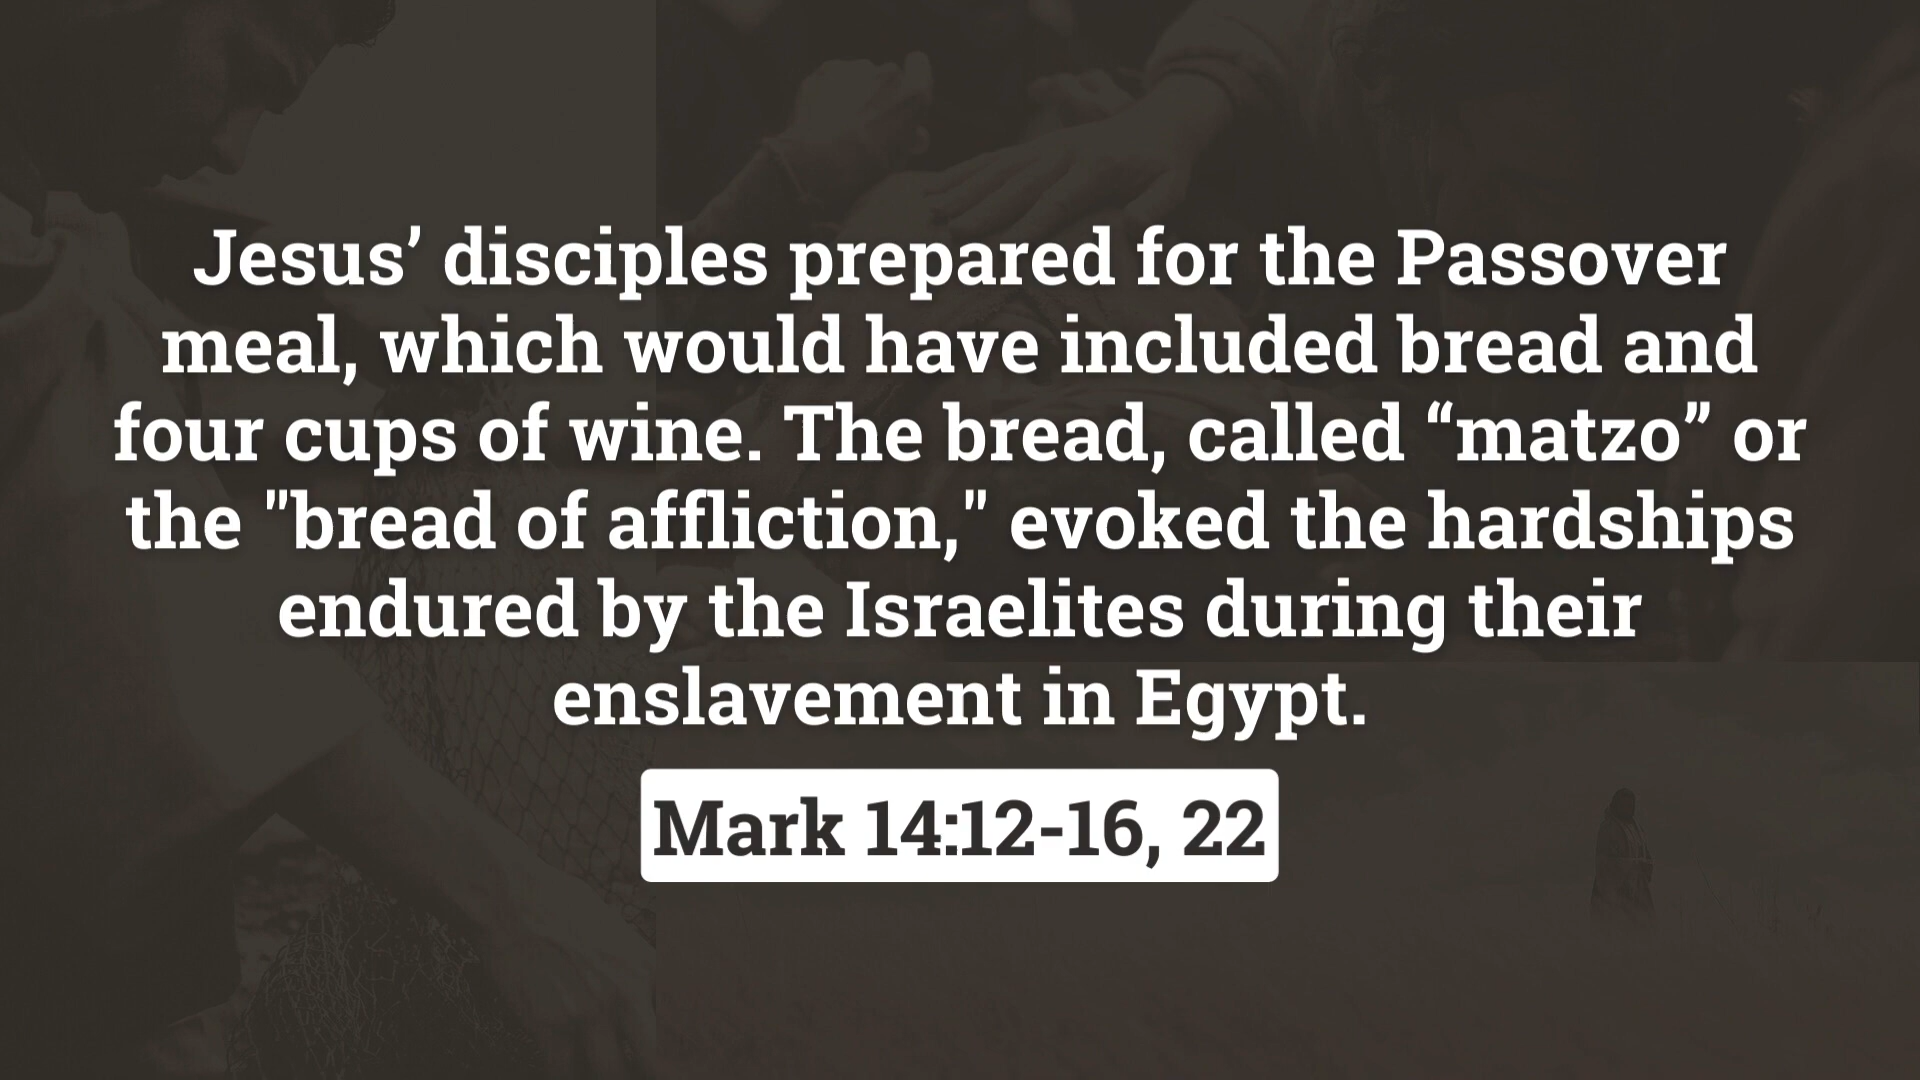 Jesus’ disciples prepared for the Passover
meal, which would have included bread and
four cups of wine. The bread, called “matzo” or
the "bread of affliction," evoked the hardships
endured by the Israelites during their
enslavement in Egypt.
Mark 14:12-16, 22